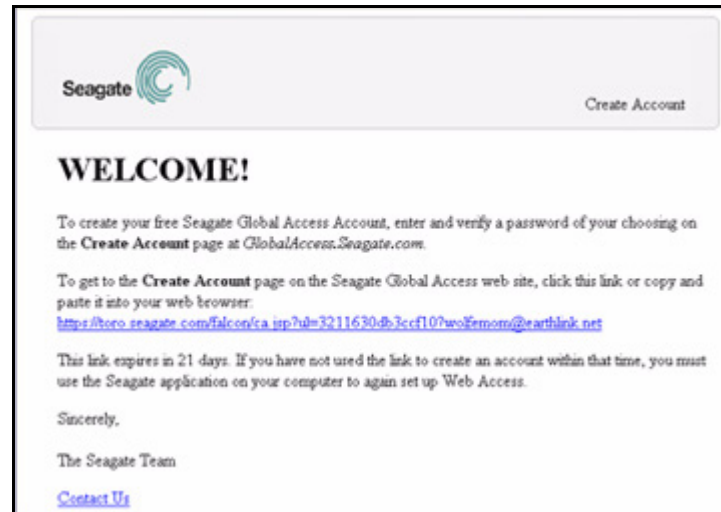 Seagate
Create Account
WELCOME!
To create your free Seagate Global Access Account, enter and verify a password of your choosing on
the Create Account page at GlobalAccess.Seagate.com.
To get to the Create Account page on the Seagate Global Access web site, click this link or copy and
paste it into your web browser:
https://toro.seagate.com/falcon/ca.jsp?ul=3211630db3ccf10?wolfemom@earthlink.net
This link expires in 21 days. If you have not used the link to create an account within that time, you must
use the Seagate application on your computer to again set up Web Access.
Sincerely,
The Seagate Team
Contact Us